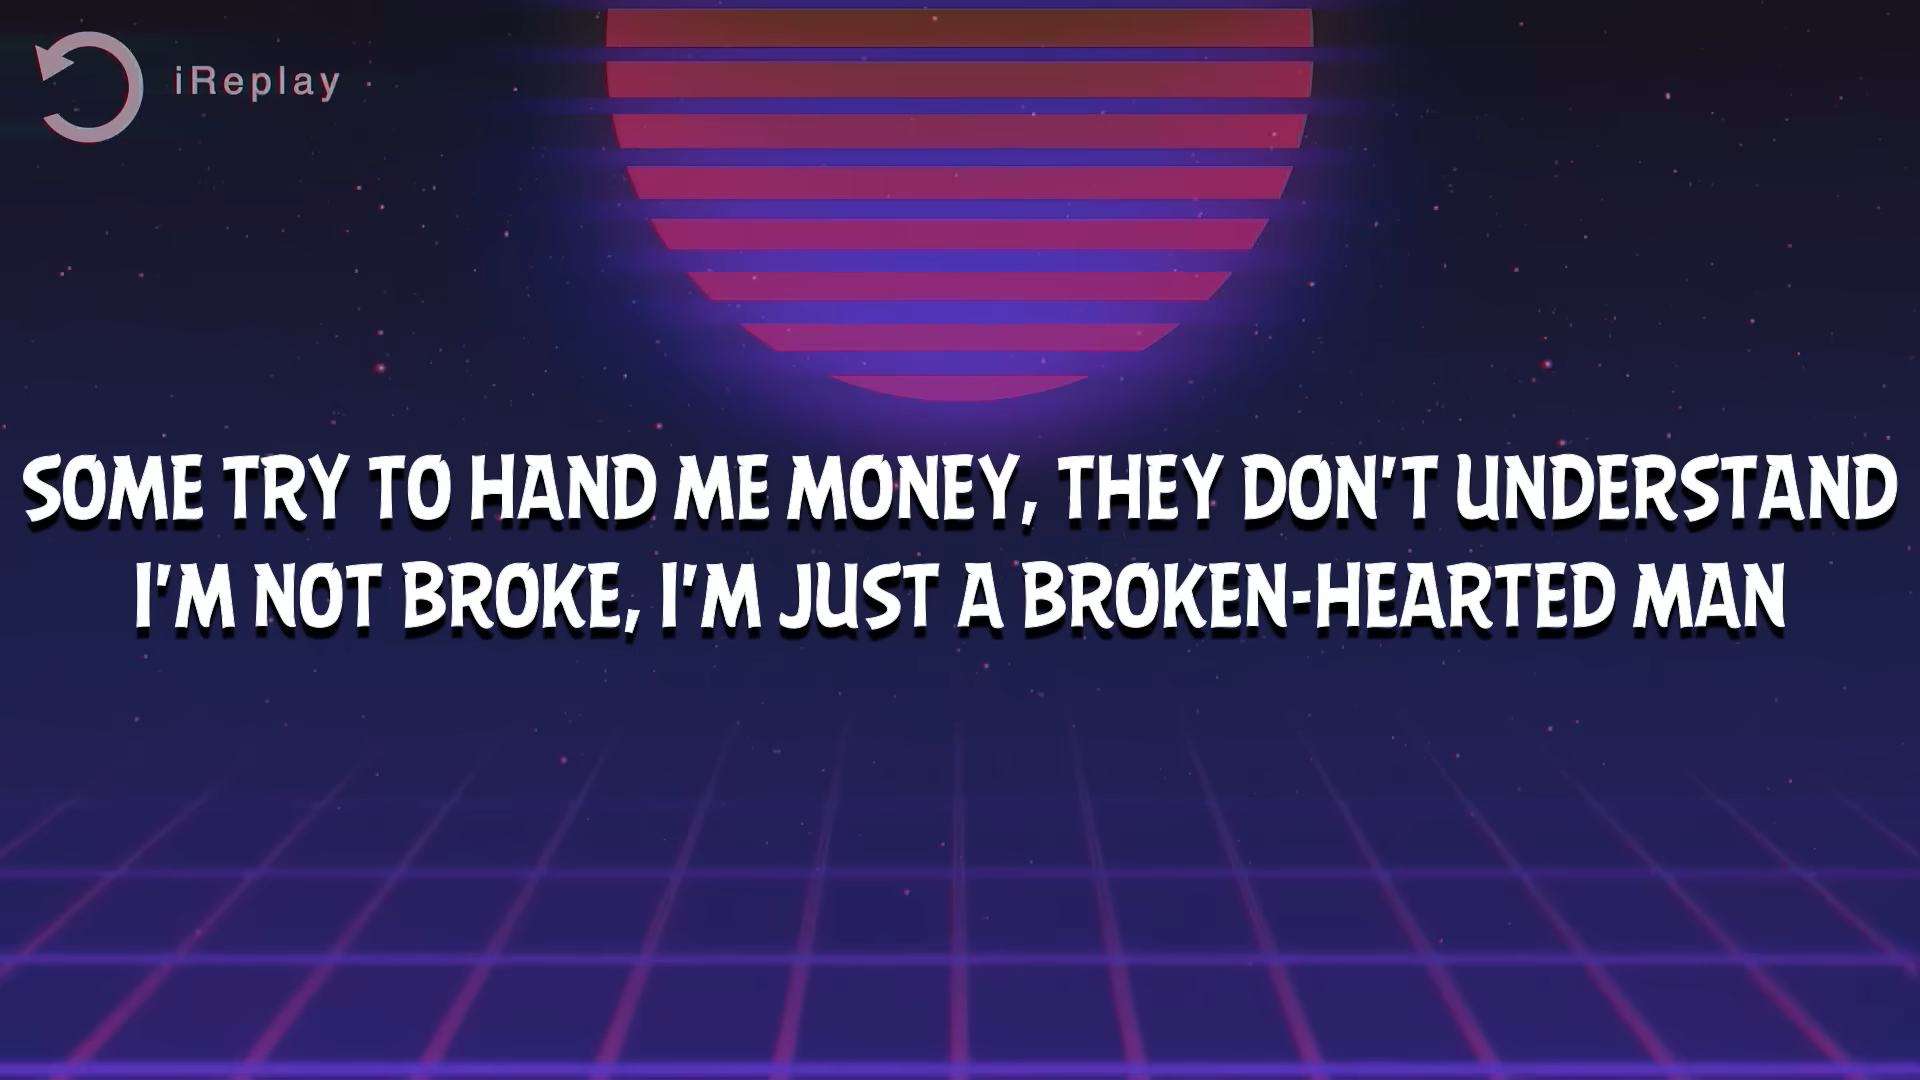 iReplay
SOME TRY TO HAND ME MONEY, THEY DON'T UNDERSTAND
I'M NOT BROKE, I'M JUST A BROKEN-HEARTED MAN